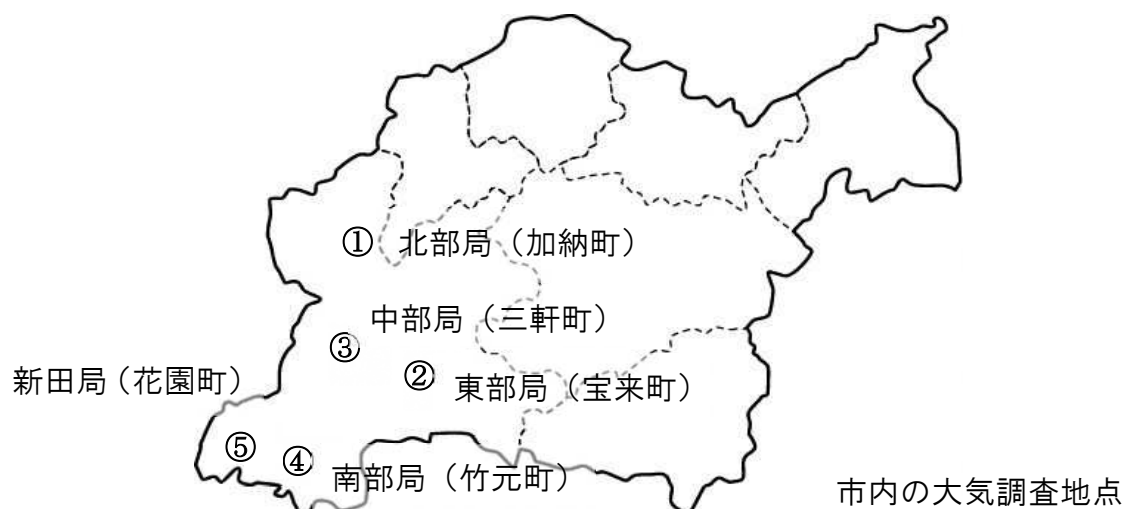 ① 北部局（加納町）
中部局（三軒町）
③
② 東部局（宝来町）
新田局（花園町）
⑤
④ 南部局（竹元町）
市内の大気調査地点